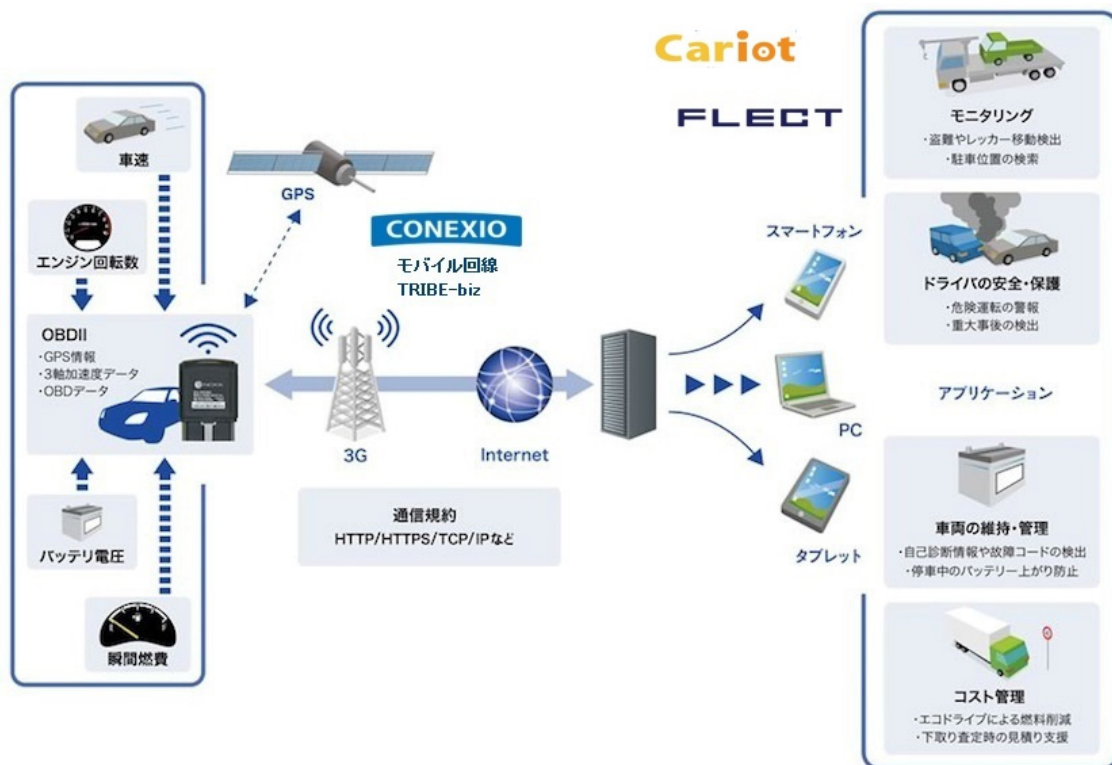 Cariot
FLECT
車速
エンジン回転数
OBDII
・GPS情報
・3軸加速度データ
・OBDデータ
バッテリ電圧
瞬間燃費
GPS
CONEXIO
モバイル回線
TRIBE-biz
3G
Internet
通信規約
HTTP/HTTPS/TCP/IPなど
スマートフォン
PC
タブレット
モニタリング
・盗難やレッカー移動検出
・駐車位置の検索
ドライバの安全・保護
・危険運転の警報
・重大事後の検出
アプリケーション
車両の維持・管理
・自己診断情報や故障コードの検出
・停車中のバッテリー上がり防止
コスト管理
・エコドライブによる燃料削減
・下取り査定時の見積り支援